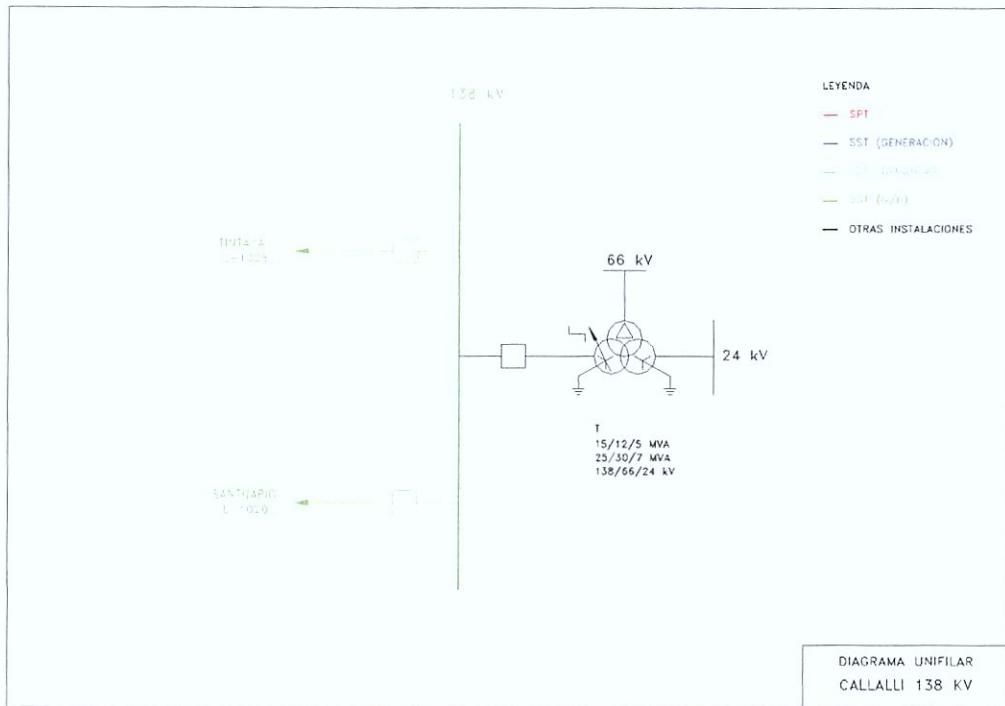 138 kV
LEYENDA
SPT
SST (GENERACION)
OTRAS INSTALACIONES
66 kV
24 kV
T
15/12/5 MVA
25/30/7 MVA
138/66/24 kV
SANTUARIO
DIAGRAMA UNIFILAR
CALLALLI 138 KV